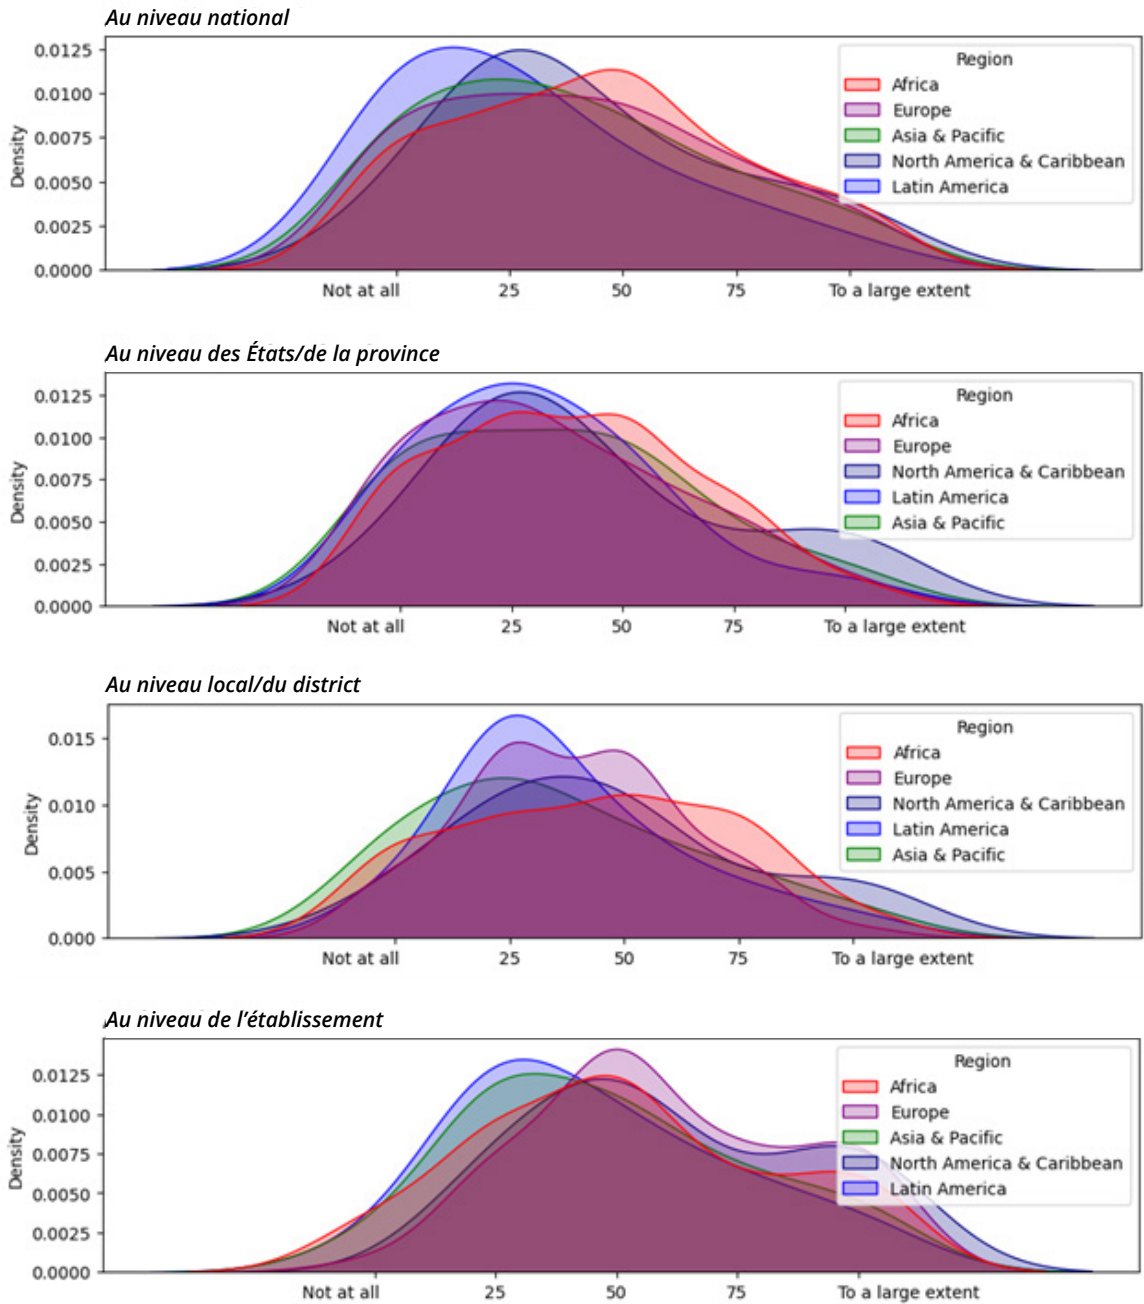 Au niveau national
0.0125
0.0100
0.0075
0.0050
0.0025
0.0000
Density
Region
Africa
Europe
Asia & Pacific
North America & Caribbean
Latin America
Not at all 25 50 75 To a large extent
Au niveau des États/de la province
0.0125
0.0100
0.0075
0.0050
0.0025
0.0000
Density
Region
Africa
Europe
North America & Caribbean
Latin America
Asia & Pacific
Not at all 25 50 75 To a large extent
Au niveau local/du district
0.015
0.010
0.005
0.000
Density
Region
Africa
Europe
North America & Caribbean
Latin America
Asia & Pacific
Not at all 25 50 75 To a large extent
Au niveau de l’établissement
0.0125
0.0100
0.0075
0.0050
0.0025
0.0000
Density
Region
Africa
Europe
Asia & Pacific
North America & Caribbean
Latin America
Not at all 25 50 75 To a large extent